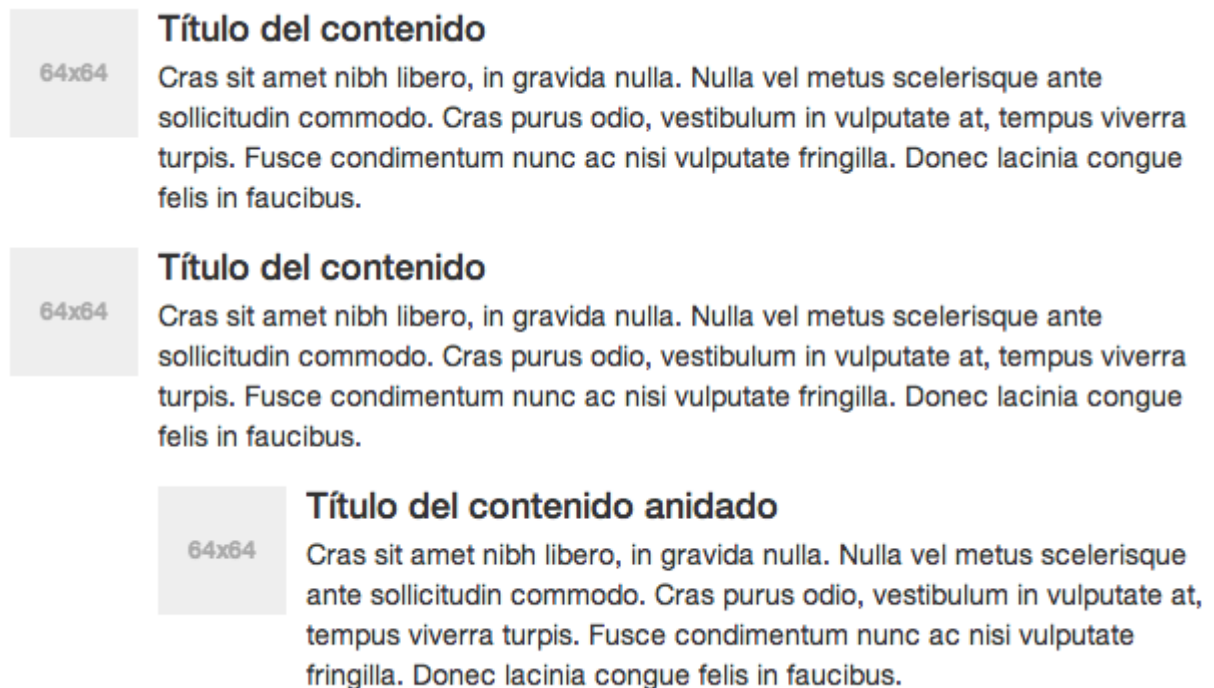 Título del contenido
64x64
Cras sit amet nibh libero, in gravida nulla. Nulla vel metus scelerisque ante
sollicitudin commodo. Cras purus odio, vestibulum in vulputate at, tempus viverra
turpis. Fusce condimentum nunc ac nisi vulputate fringilla. Donec lacinia congue
felis in faucibus.
Título del contenido
64x64
Cras sit amet nibh libero, in gravida nulla. Nulla vel metus scelerisque ante
sollicitudin commodo. Cras purus odio, vestibulum in vulputate at, tempus viverra
turpis. Fusce condimentum nunc ac nisi vulputate fringilla. Donec lacinia congue
felis in faucibus.
Título del contenido anidado
64x64
Cras sit amet nibh libero, in gravida nulla. Nulla vel metus scelerisque
ante sollicitudin commodo. Cras purus odio, vestibulum in vulputate at,
tempus viverra turpis. Fusce condimentum nunc ac nisi vulputate
fringilla. Donec lacinia congue felis in faucibus.